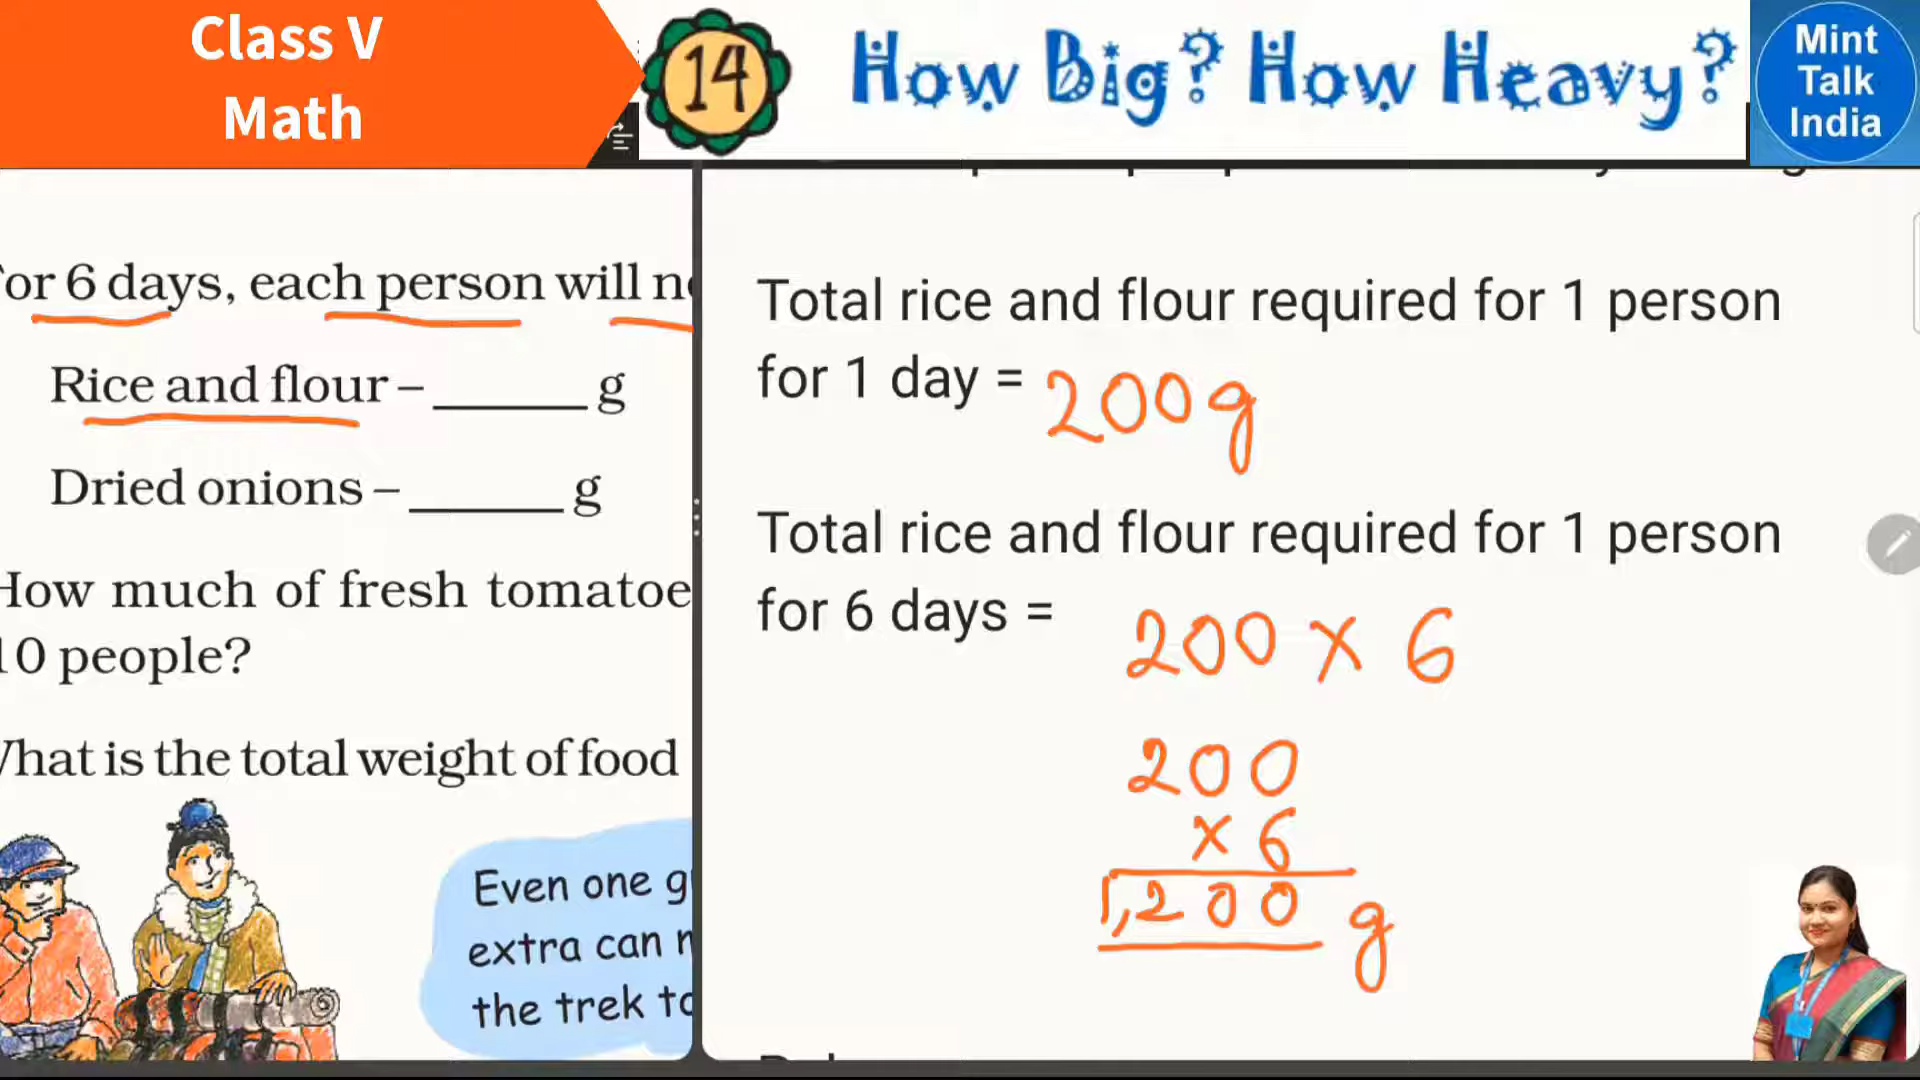 Class V
Math
14
How Big? How Heavy?
Mint
Talk
India
or 6 days, each person will
Rice and flour – ______ g
Dried onions – ______ g
How much of fresh
10 people?
hat is the total weight of food
Even one
extra can
the trek
Total rice and flour required for 1 person
for 1 day = 200g
Total rice and flour required for 1 person
for 6 days = 200 x 6
200
x 6
1,200 g